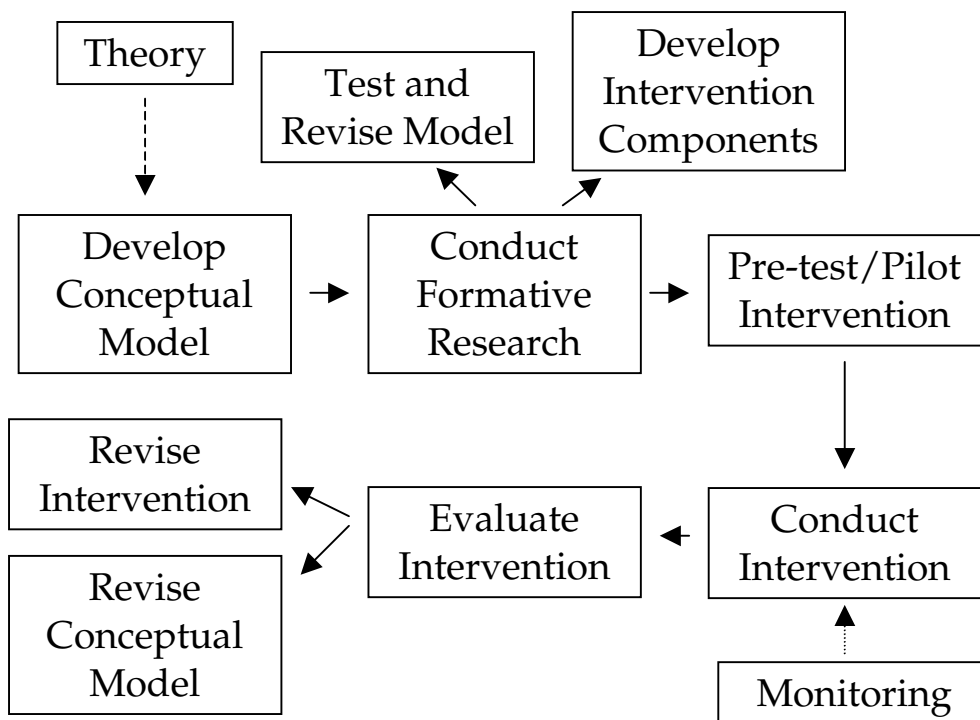 Theory
Test and
Revise Model
Develop
Intervention
Components
Develop
Conceptual
Model
Conduct
Formative
Research
Pre-test/Pilot
Intervention
Revise
Intervention
Evaluate
Intervention
Conduct
Intervention
Revise
Conceptual
Model
Monitoring